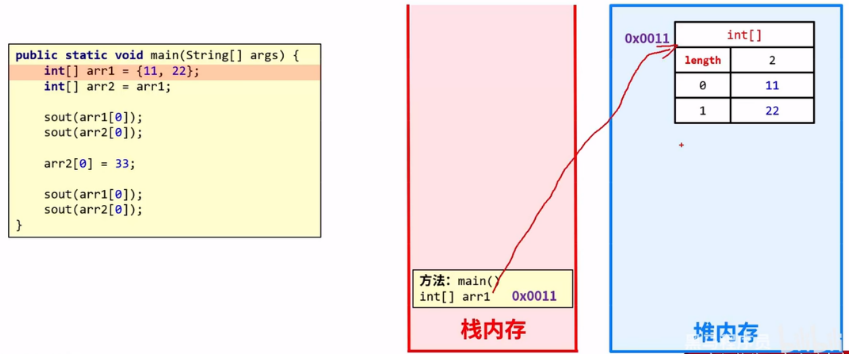 public static void main(String[] args) {
int[] arr1 = {11, 22};
int[] arr2 = arr1;
sout(arr1[0]);
sout(arr2[0]);
arr2[0] = 33;
sout(arr1[0]);
sout(arr2[0]);
}
方法：main()
int[] arr1 0x0011
栈内存
0x0011
int[]
length 2
0 11
1 22
堆内存